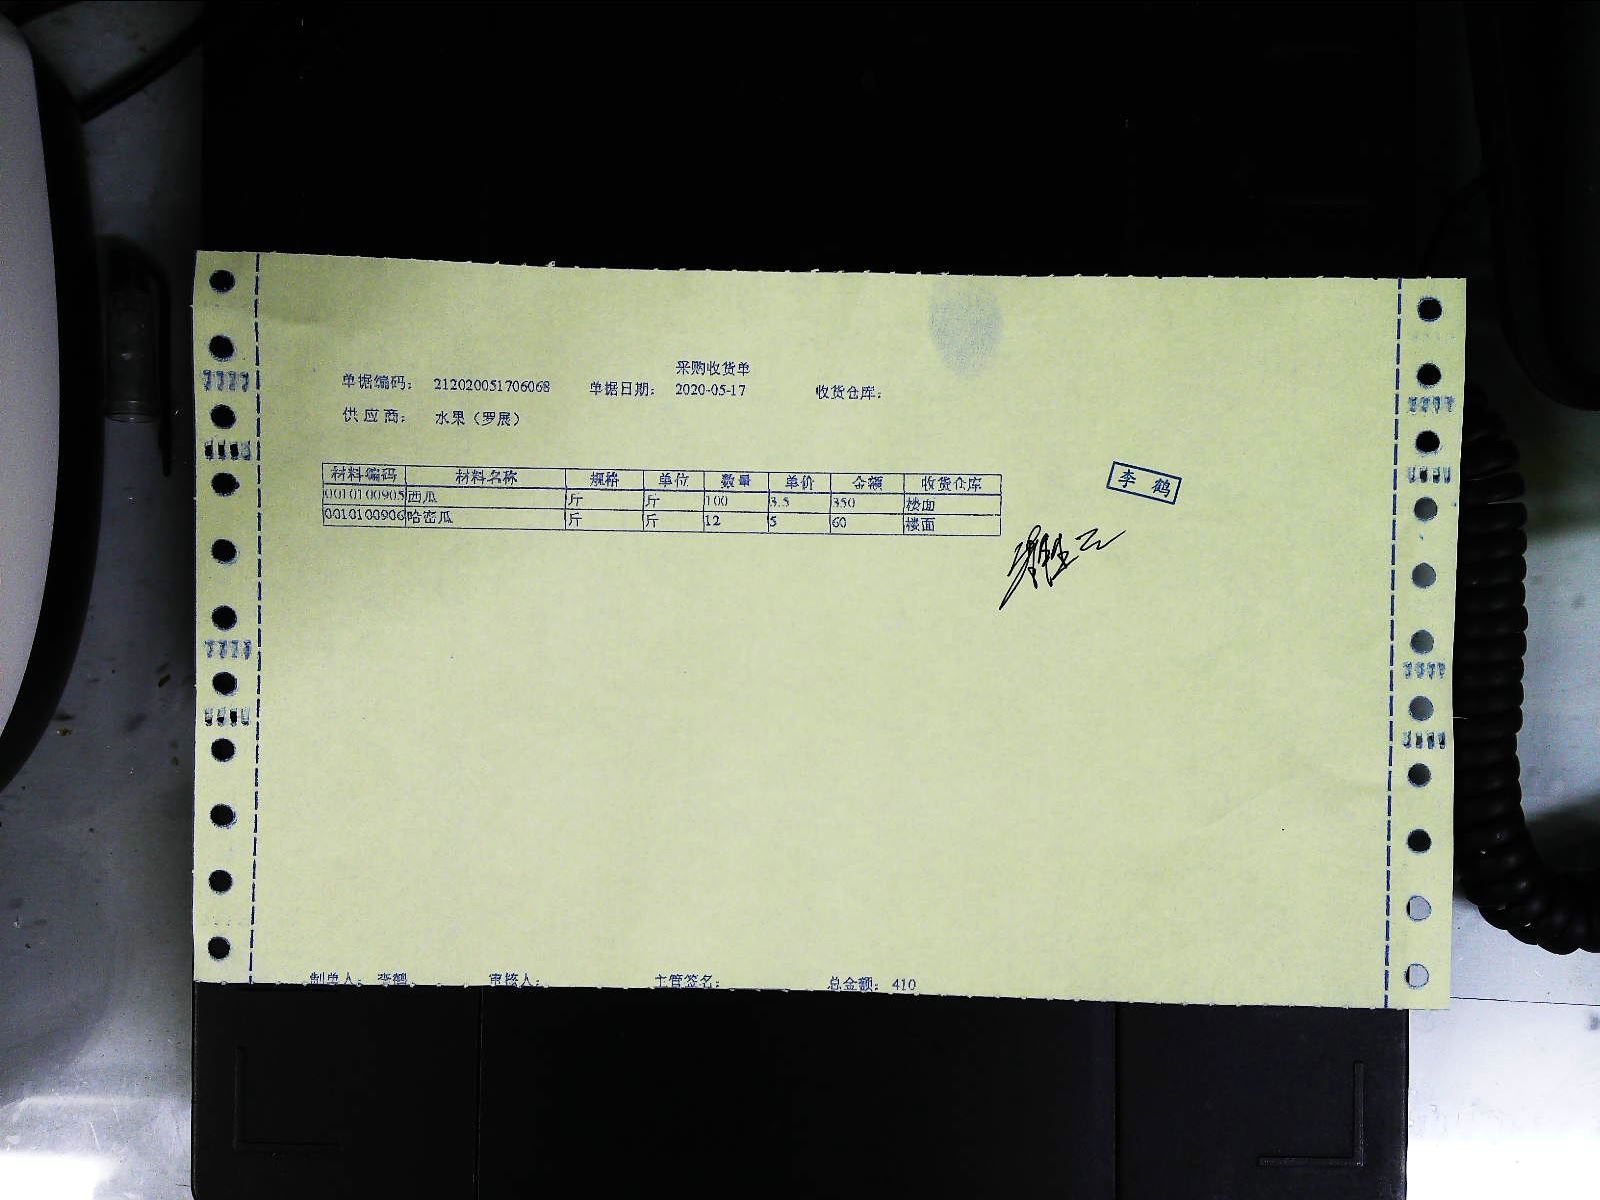 采购收货单
单据编码： 212020051706068 单据日期： 2020-05-17 收货仓库：
供应商： 水果（罗展）
材料编码 材料名称 规格 单位 数量 单价 金额 收货仓库
0010100905 西瓜 斤 斤 100 3.5 350 楼面
0010100906 哈密瓜 斤 斤 12 5 60 楼面
李鹤
制单人： 李鹤 审核人： 主管签名： 总金额： 410